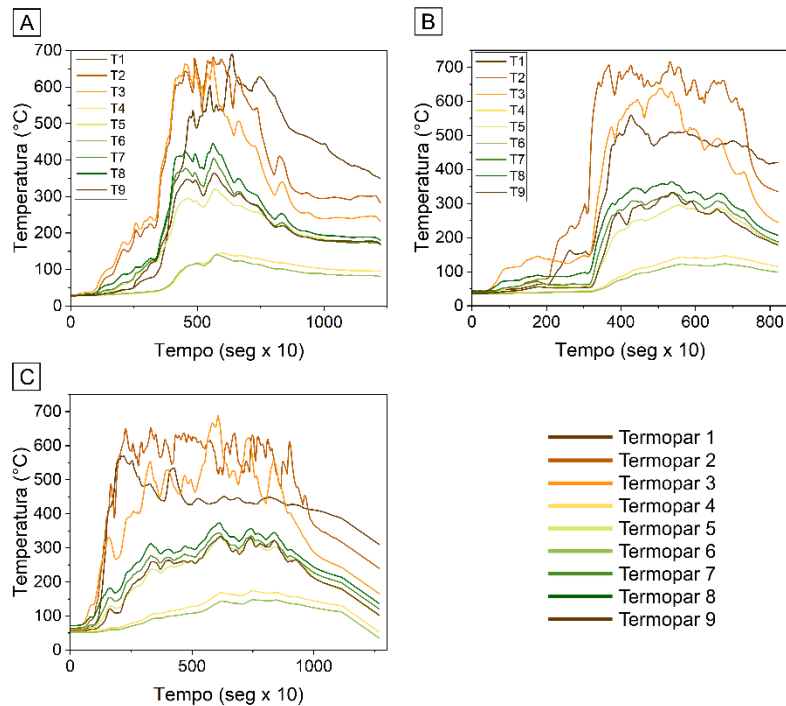 A
T1
T2
T3
T4
T5
T6
T7
T8
T9
700
600
500
400
300
200
100
0
0 500 1000
Temperatura (°C)
Tempo (seg x 10)
B
T1
T2
T3
T4
T5
T6
T7
T8
T9
700
600
500
400
300
200
100
0
0 200 400 600 800
Temperatura (°C)
Tempo (seg x 10)
C
700
600
500
400
300
200
100
0
0 500 1000
Temperatura (°C)
Tempo (seg x 10)
Termopar 1
Termopar 2
Termopar 3
Termopar 4
Termopar 5
Termopar 6
Termopar 7
Termopar 8
Termopar 9